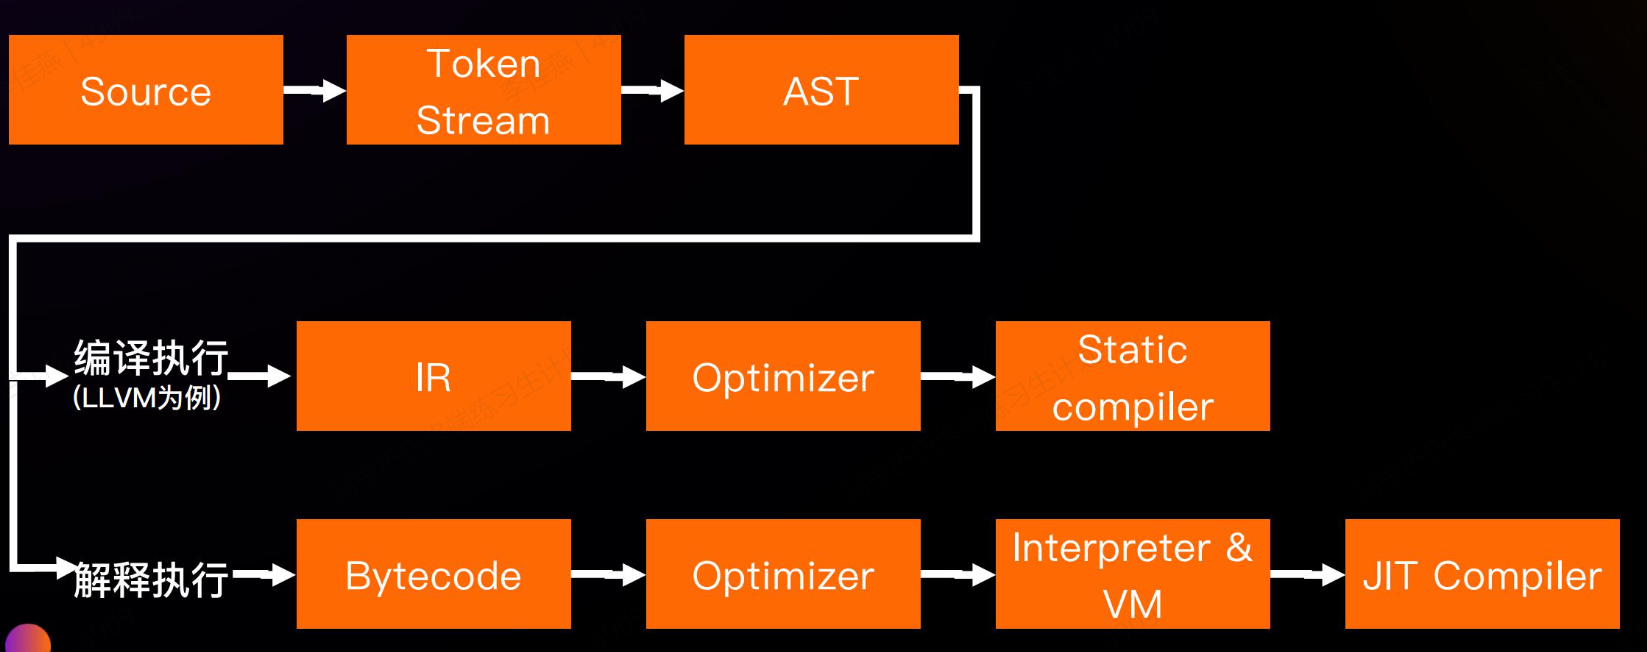 Source
Token
Stream
AST
编译执行
(LLVM为例)
IR
Optimizer
Static
compiler
解释执行
Bytecode
Optimizer
Interpreter &
VM
JIT Compiler